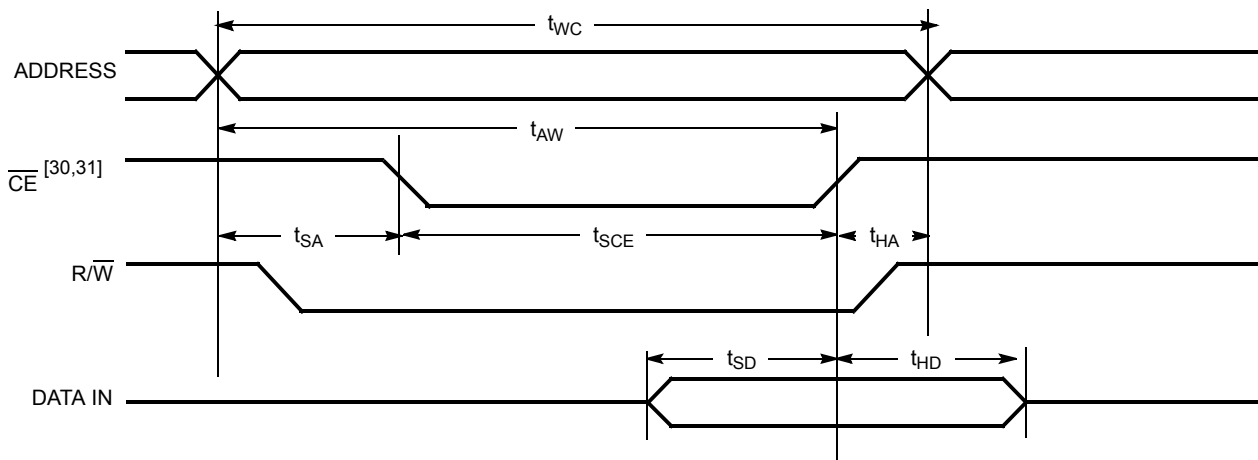 tWC
ADDRESS
tAW
CE [30,31]
tSA tSCE tHA
R/W
tSD tHD
DATA IN